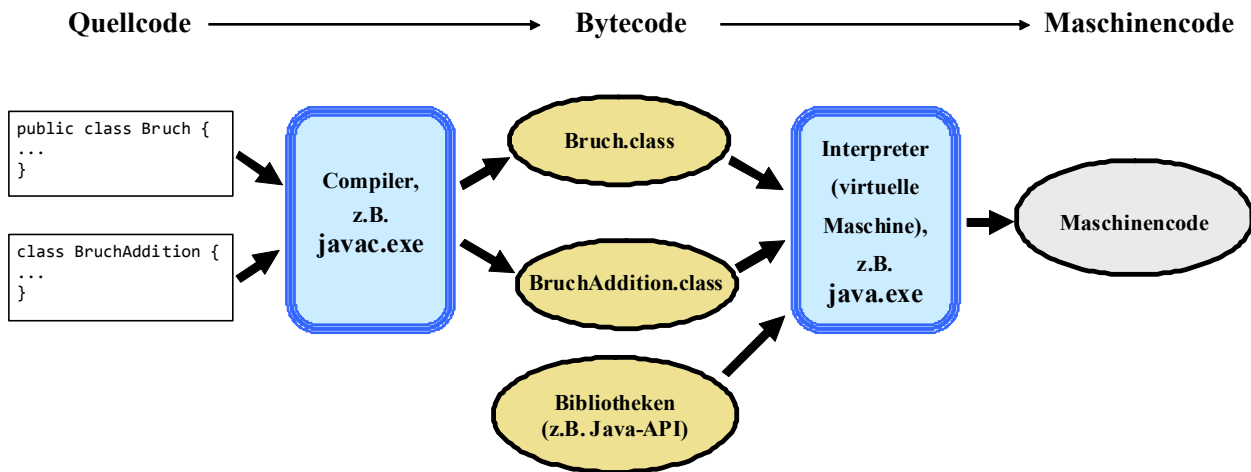 Quellcode
Bytecode
Maschinencode
public class Bruch {
...
}
class BruchAddition {
...
}
Compiler,
z.B.
javac.exe
Bruch.class
BruchAddition.class
Bibliotheken
(z.B. Java-API)
Interpreter
(virtuelle
Maschine),
z.B.
java.exe
Maschinencode